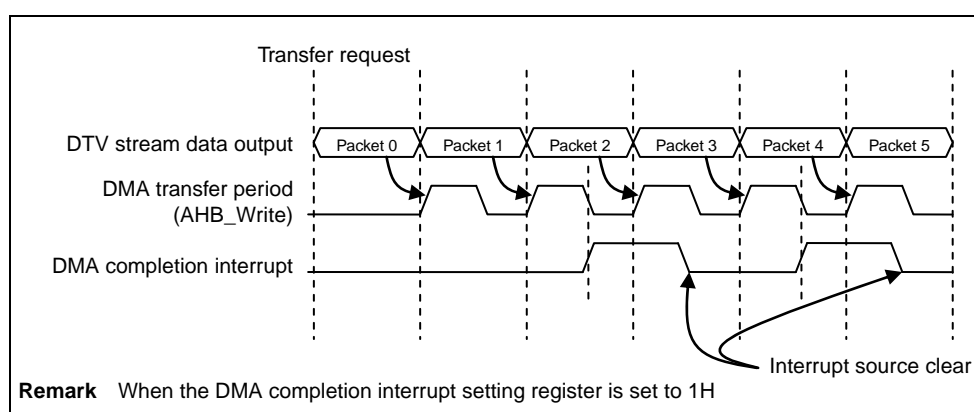 Transfer request
DTV stream data output
Packet 0
Packet 1
Packet 2
Packet 3
Packet 4
Packet 5
DMA transfer period
(AHB_Write)
DMA completion interrupt
Interrupt source clear
Remark When the DMA completion interrupt setting register is set to 1H